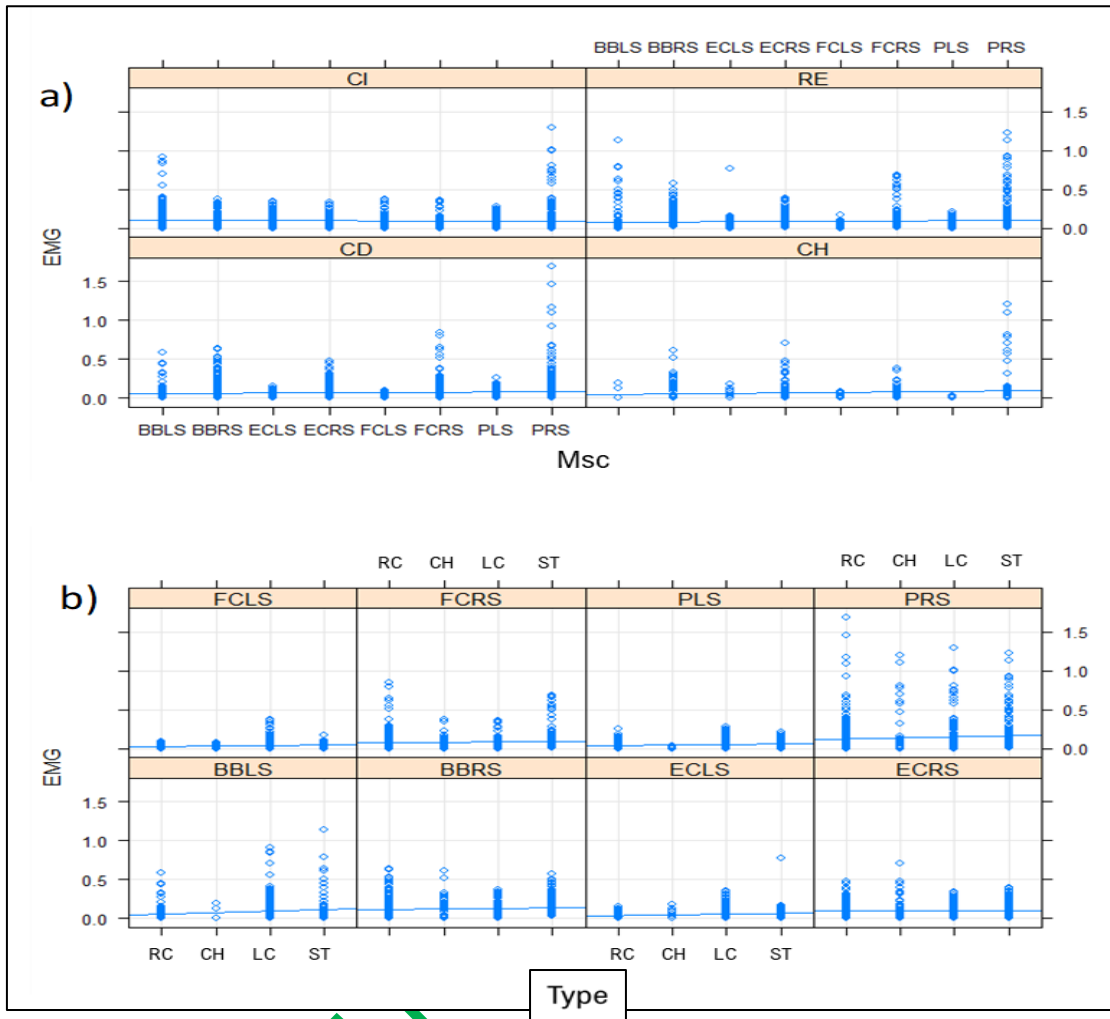 BBLS BBRS ECLS ECRS FCLS FCRS PLS PRS
a)
CI RE
1.5
1.0
0.5
0.0
EMG
CD CH
1.5
1.0
0.5
0.0
BBLS BBRS ECLS ECRS FCLS FCRS PLS PRS
Msc
RC CH LC ST RC CH LC ST
b)
FCLS FCRS PLS PRS
1.5
1.0
0.5
0.0
EMG
BBLS BBRS ECLS ECRS
1.5
1.0
0.5
0.0
RC CH LC ST RC CH LC ST
Type